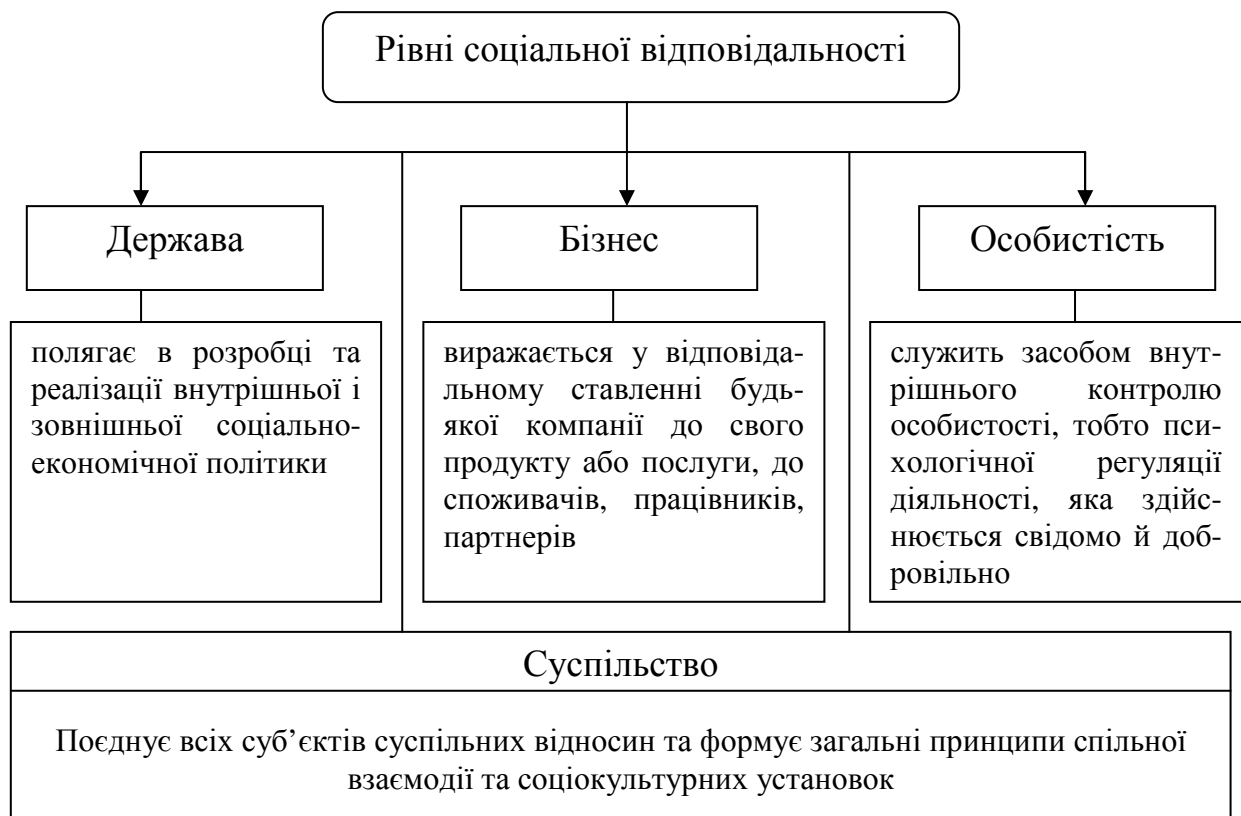 Рівні соціальної відповідальності
Держава
Бізнес
Особистість
полягає в розробці та
реалізації внутрішньої і
зовнішньої соціально-
економічної політики
виражається у відповіда-
льному ставленні будь-
якої компанії до свого
продукту або послуги, до
споживачів, працівників,
партнерів
служить засобом внут-
рішнього контролю
особистості, тобто пси-
хологічної регуляції
діяльності, яка здійс-
нюється свідомо й доб-
ровільно
Суспільство
Поєднує всіх суб’єктів суспільних відносин та формує загальні принципи спільної
взаємодії та соціокультурних установок